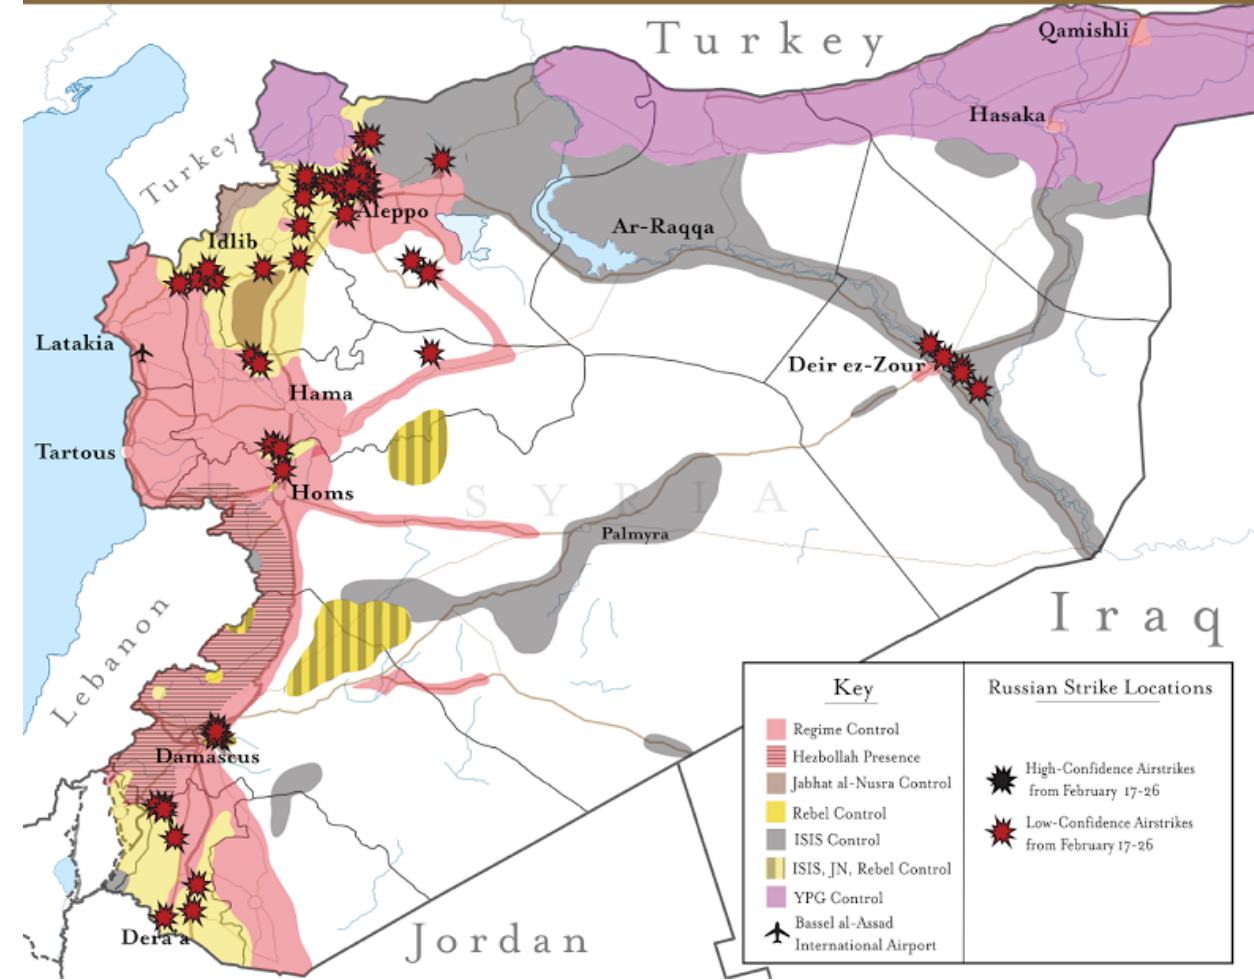 Turkey
Qamishli
Hasaka
Turkey
Aleppo
Idlib
Ar-Raqqa
Latakia
Deir ez-Zour
Hama
Tartous
Homs
SYRIA
Palmyra
Lebanon
Iraq
Damascus
Dera'a
Jordan
Key
Regime Control
Hezbollah Presence
Jabhat al-Nusra Control
Rebel Control
ISIS Control
ISIS, JN, Rebel Control
YPG Control
Bassel al-Assad
International Airport
Russian Strike Locations
High-Confidence Airstrikes
from February 17-26
Low-Confidence Airstrikes
from February 17-26